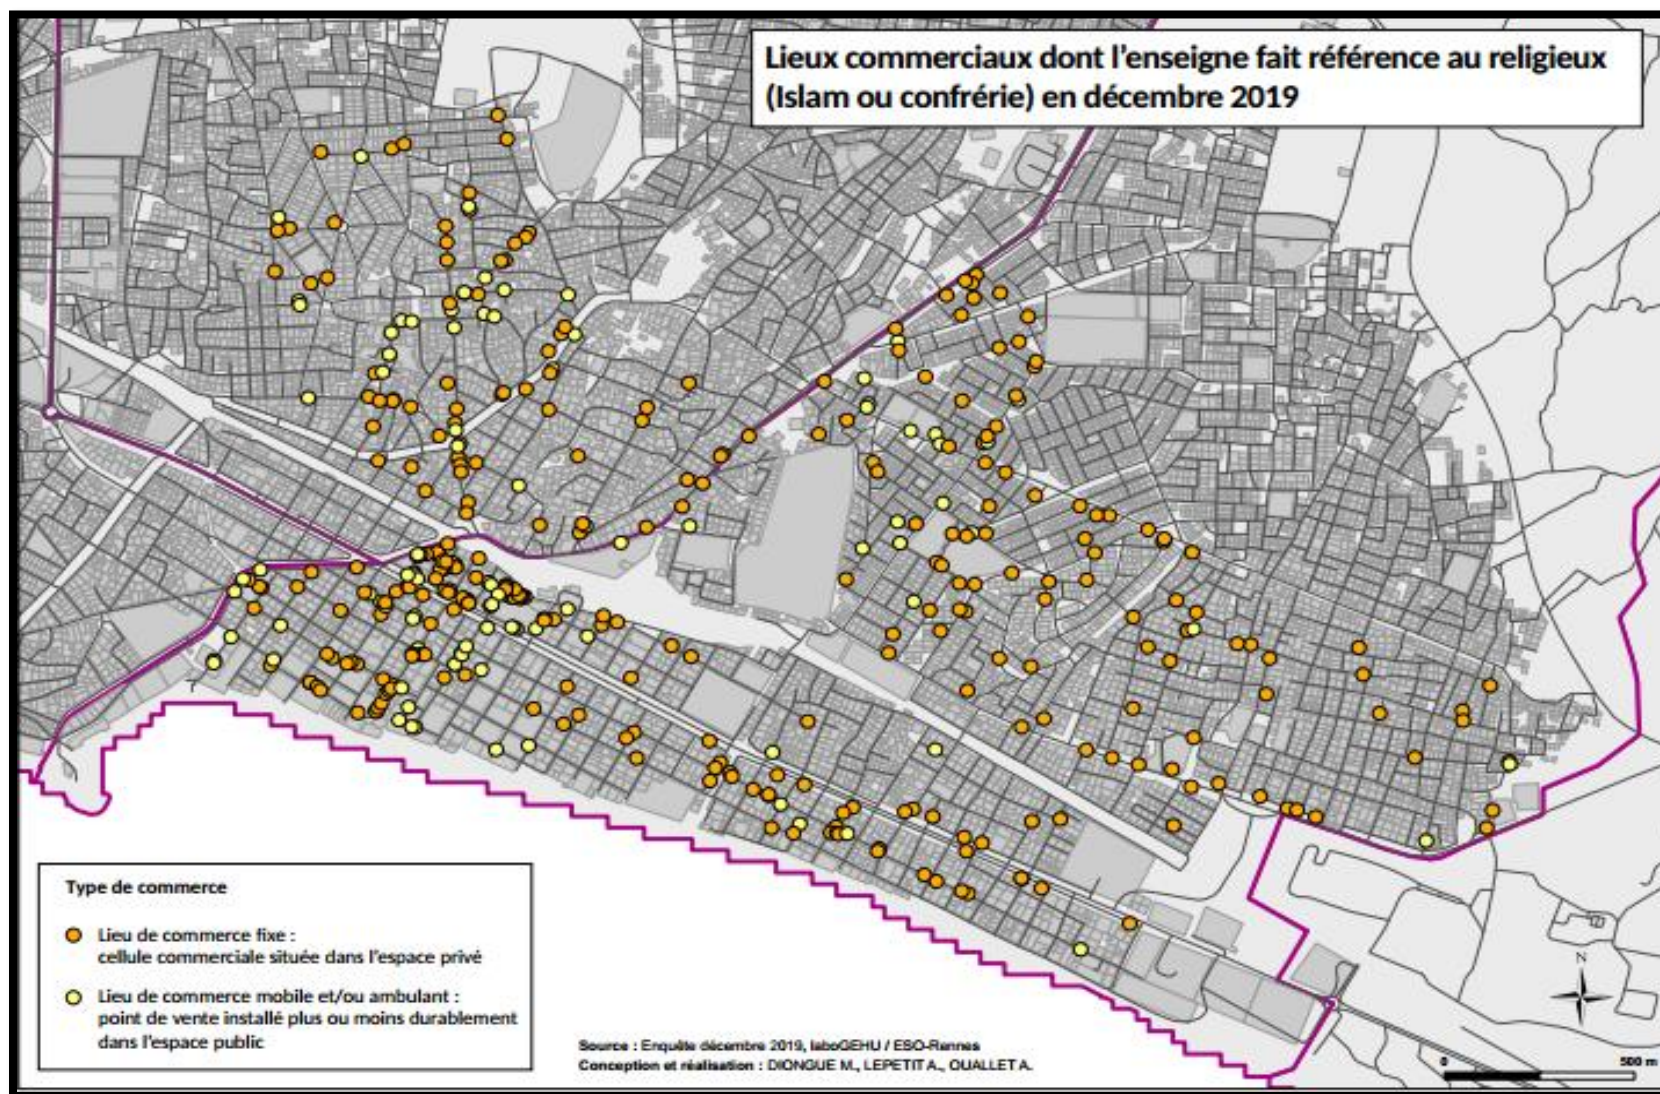 Lieux commerciaux dont l'enseigne fait référence au religieux
(Islam ou confrérie) en décembre 2019
Type de commerce
Lieu de commerce fixe :
cellule commerciale située dans l'espace privé
Lieu de commerce mobile et/ou ambulant :
point de vente installé plus ou moins durablement
dans l'espace public
Source : Enquête décembre 2019, laboGEHU / ESO-Rennes
Conception et réalisation : DIONGUE M., LEPETIT A., OUALLET A.
N
0 500 m